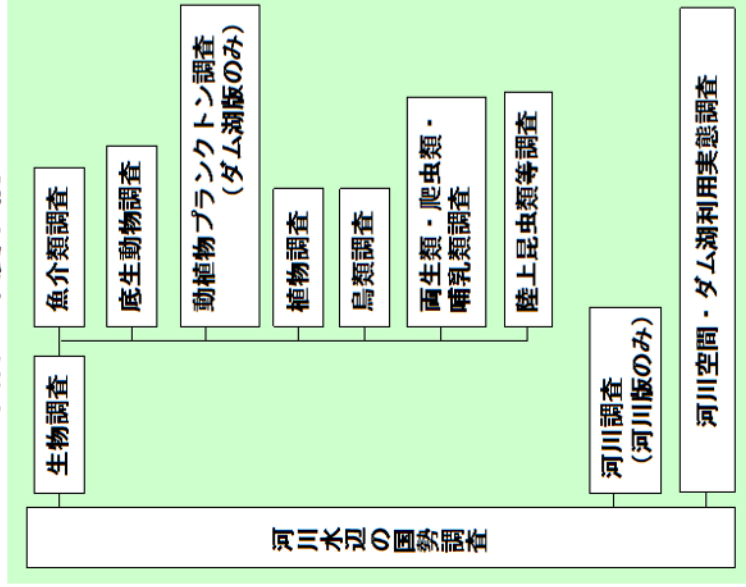 河川水辺の国勢調査
生物調査
魚介類調査
底生動物調査
動植物プランクトン調査
(ダム湖版のみ)
植物調査
鳥類調査
両生類・爬虫類・
哺乳類調査
陸上昆虫類等調査
河川調査
(河川版のみ)
河川空間・ダム湖利用実態調査